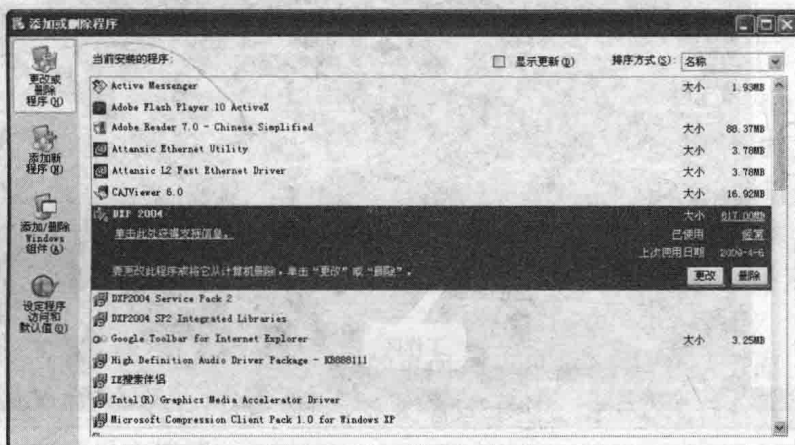 添加或删除程序
更改或删除程序(H)
添加新程序(N)
添加/删除Windows组件(A)
设定程序访问和默认值(O)
当前安装的程序: 显示更新(D) 排序方式(S): 名称
Active Messenger 大小 1.93MB
Adobe Flash Player 10 ActiveX
Adobe Reader 7.0 - Chinese Simplified 大小 88.37MB
Attansic Ethernet Utility 大小 3.78MB
Attansic L2 Fast Ethernet Driver 大小 3.78MB
CAJViewer 6.0 大小 16.92MB
DXP 2004 大小 617.00MB
单击此处获得支持信息。 已使用 经常
上次使用日期 2009-4-6
要更改此程序或将它从计算机删除,单击“更改”或“删除”。 更改 删除
DXP2004 Service Pack 2
DXP2004 SP2 Integrated Libraries
Google Toolbar for Internet Explorer 大小 3.25MB
High Definition Audio Driver Package - KB888111
IE搜索伴侣
Intel(R) Graphics Media Accelerator Driver
Microsoft Compression Client Pack 1.0 for Windows XP